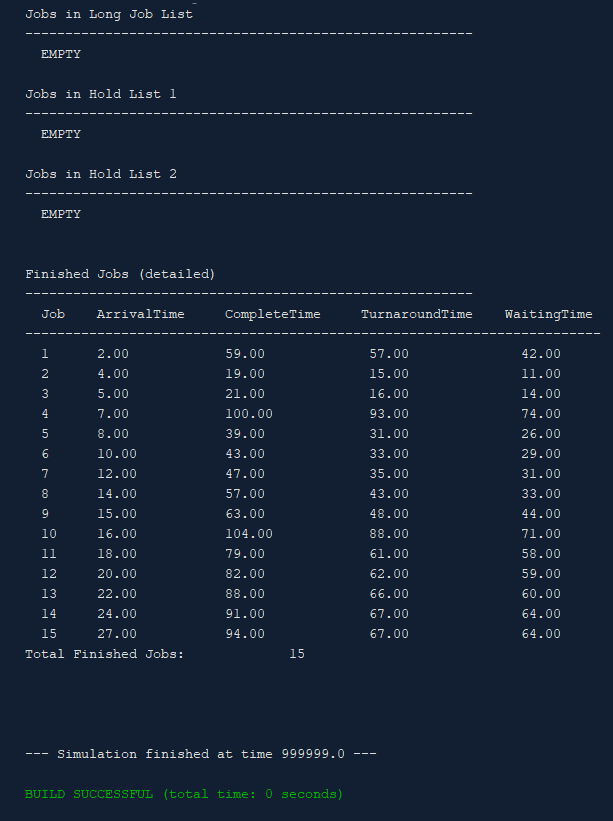 Jobs in Long Job List
--------------------------------------------------------
EMPTY
Jobs in Hold List 1
--------------------------------------------------------
EMPTY
Jobs in Hold List 2
--------------------------------------------------------
EMPTY
Finished Jobs (detailed)
--------------------------------------------------------
Job ArrivalTime CompleteTime TurnaroundTime WaitingTime
------------------------------------------------------------------------
1 2.00 59.00 57.00 42.00
2 4.00 19.00 15.00 11.00
3 5.00 21.00 16.00 14.00
4 7.00 100.00 93.00 74.00
5 8.00 39.00 31.00 26.00
6 10.00 43.00 33.00 29.00
7 12.00 47.00 35.00 31.00
8 14.00 57.00 43.00 33.00
9 15.00 63.00 48.00 44.00
10 16.00 104.00 88.00 71.00
11 18.00 79.00 61.00 58.00
12 20.00 82.00 62.00 59.00
13 22.00 88.00 66.00 60.00
14 24.00 91.00 67.00 64.00
15 27.00 94.00 67.00 64.00
Total Finished Jobs: 15
--- Simulation finished at time 999999.0 ---
BUILD SUCCESSFUL (total time: 0 seconds)